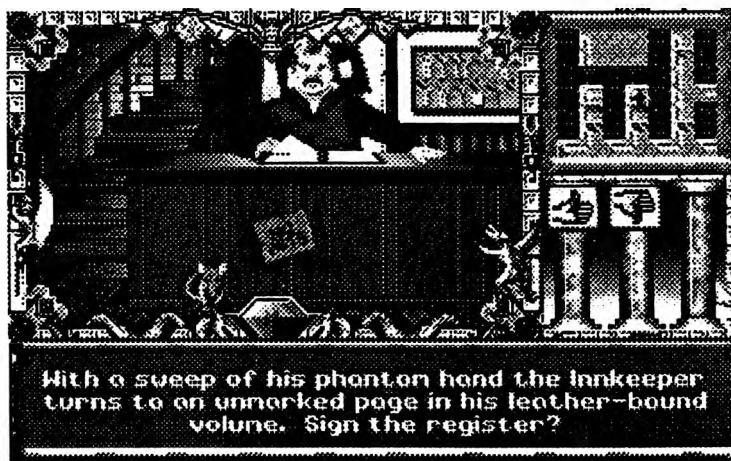 With a sweep of his phantom hand the Innkeeper
turns to an unmarked page in his leather-bound
volume. Sign the register?